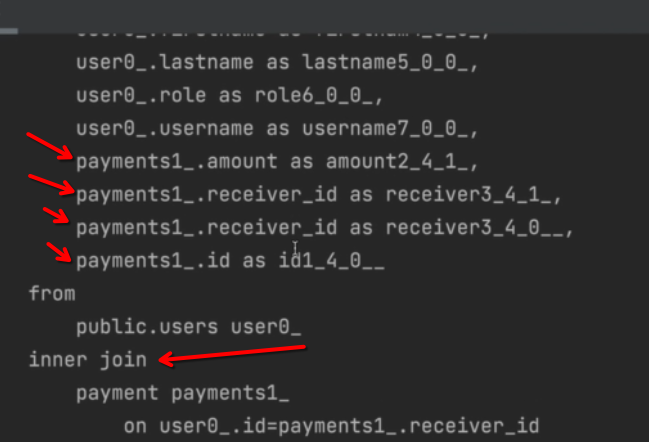 user0_.lastname as lastname5_0_0_,
user0_.role as role6_0_0_,
user0_.username as username7_0_0_,
payments1_.amount as amount2_4_1_,
payments1_.receiver_id as receiver3_4_1_,
payments1_.receiver_id as receiver3_4_0__,
payments1_.id as id1_4_0__
from
public.users user0_
inner join
payment payments1_
on user0_.id=payments1_.receiver_id